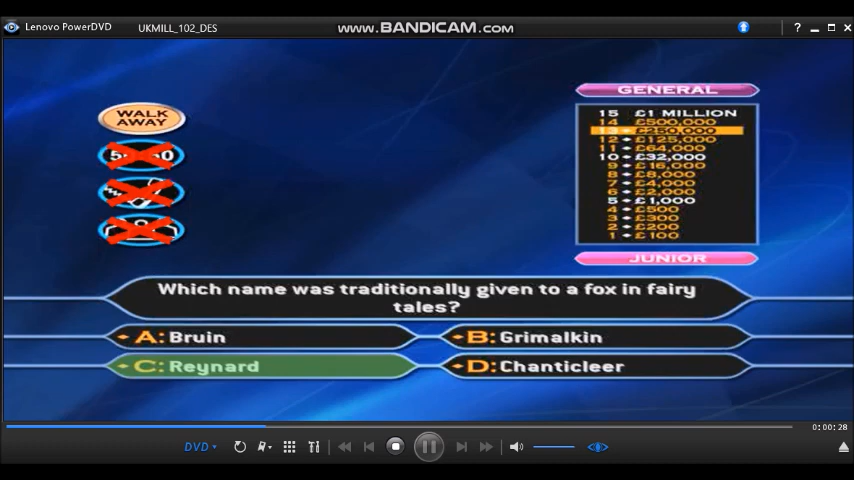 Lenovo PowerDVD
UKMILL_102_DES
www.BANDICAM.com
?
GENERAL
WALK
AWAY
15 £1 MILLION
14 £500,000
13 £250,000
12 £125,000
11 £64,000
10 £32,000
9 £16,000
8 £8,000
7 £4,000
6 £2,000
5 £1,000
4 £500
3 £300
2 £200
1 £100
JUNIOR
Which name was traditionally given to a fox in fairy
tales?
A: Bruin
B: Grimalkin
C: Reynard
D: Chanticleer
0:00:28
DVD